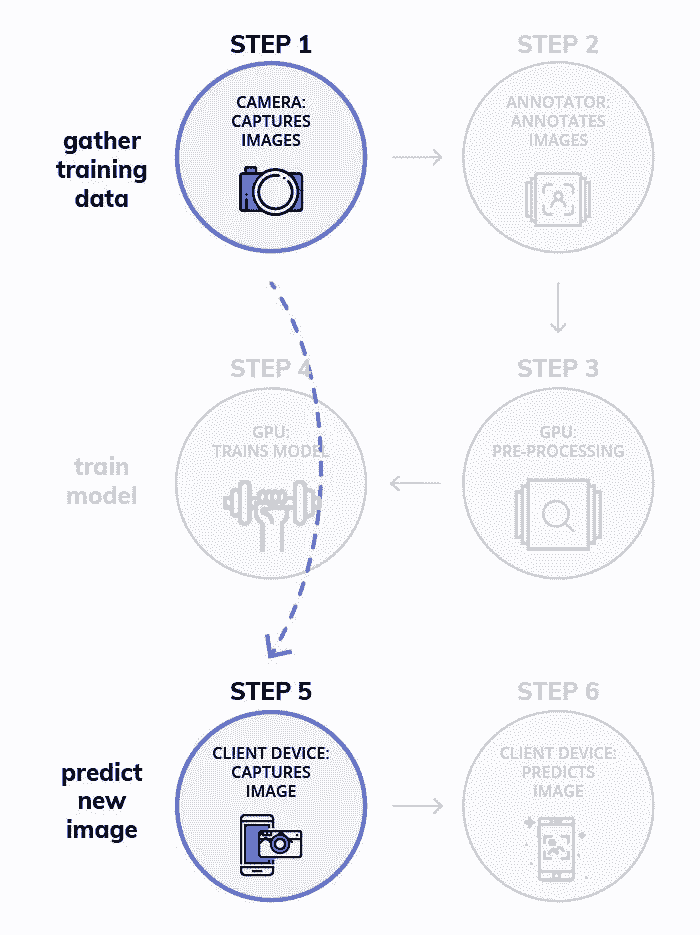 STEP 1
STEP 2
gather
training
data
CAMERA:
CAPTURES
IMAGES
ANNOTATOR:
ANNOTATES
IMAGES
STEP 4
STEP 3
train
model
GPU:
TRAINS MODEL
GPU:
PRE-PROCESSING
STEP 5
STEP 6
predict
new
image
CLIENT DEVICE:
CAPTURES
IMAGE
CLIENT DEVICE:
PREDICTS
IMAGE